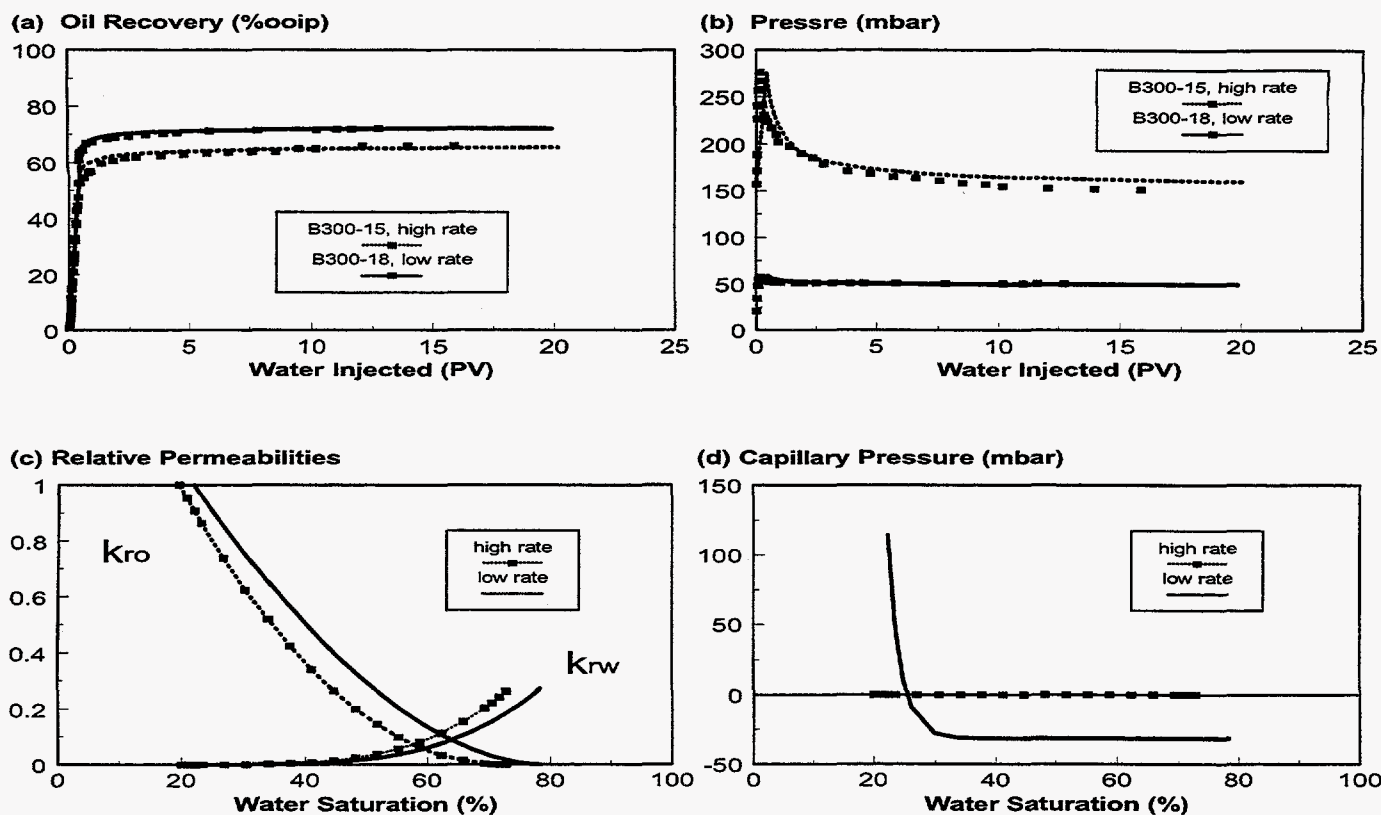 (a) Oil Recovery (%ooip)
100
80
60
40
20
0
0 5 10 15 20 25
Water Injected (PV)
B300-15, high rate
B300-18, low rate
(b) Pressre (mbar)
300
250
200
150
100
50
0
0 5 10 15 20 25
Water Injected (PV)
B300-15, high rate
B300-18, low rate
(c) Relative Permeabilities
1
0.8
0.6
0.4
0.2
0
0 20 40 60 80 100
Water Saturation (%)
kro
krw
high rate
low rate
(d) Capillary Pressure (mbar)
150
100
50
0
-50
0 20 40 60 80 100
Water Saturation (%)
high rate
low rate